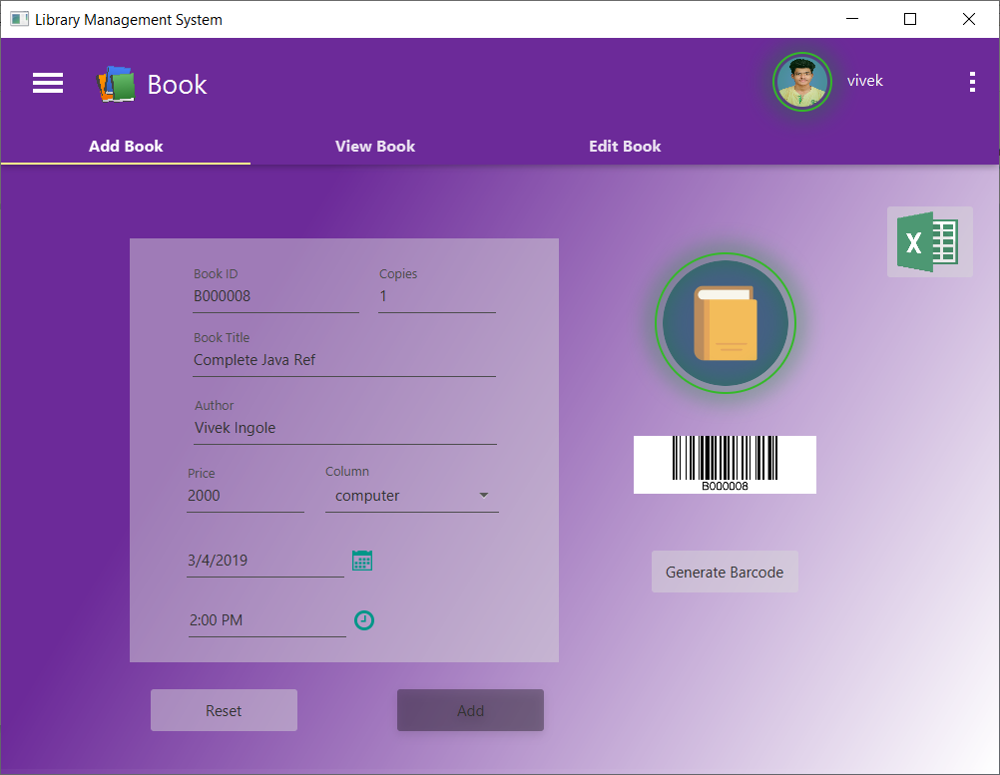 Library Management System
Book
vivek
Add Book View Book Edit Book
X
Book ID Copies
B000008 1
Book Title
Complete Java Ref
Author
Vivek Ingole
Price Column
2000 computer
B000008
3/4/2019
Generate Barcode
2:00 PM
Reset Add